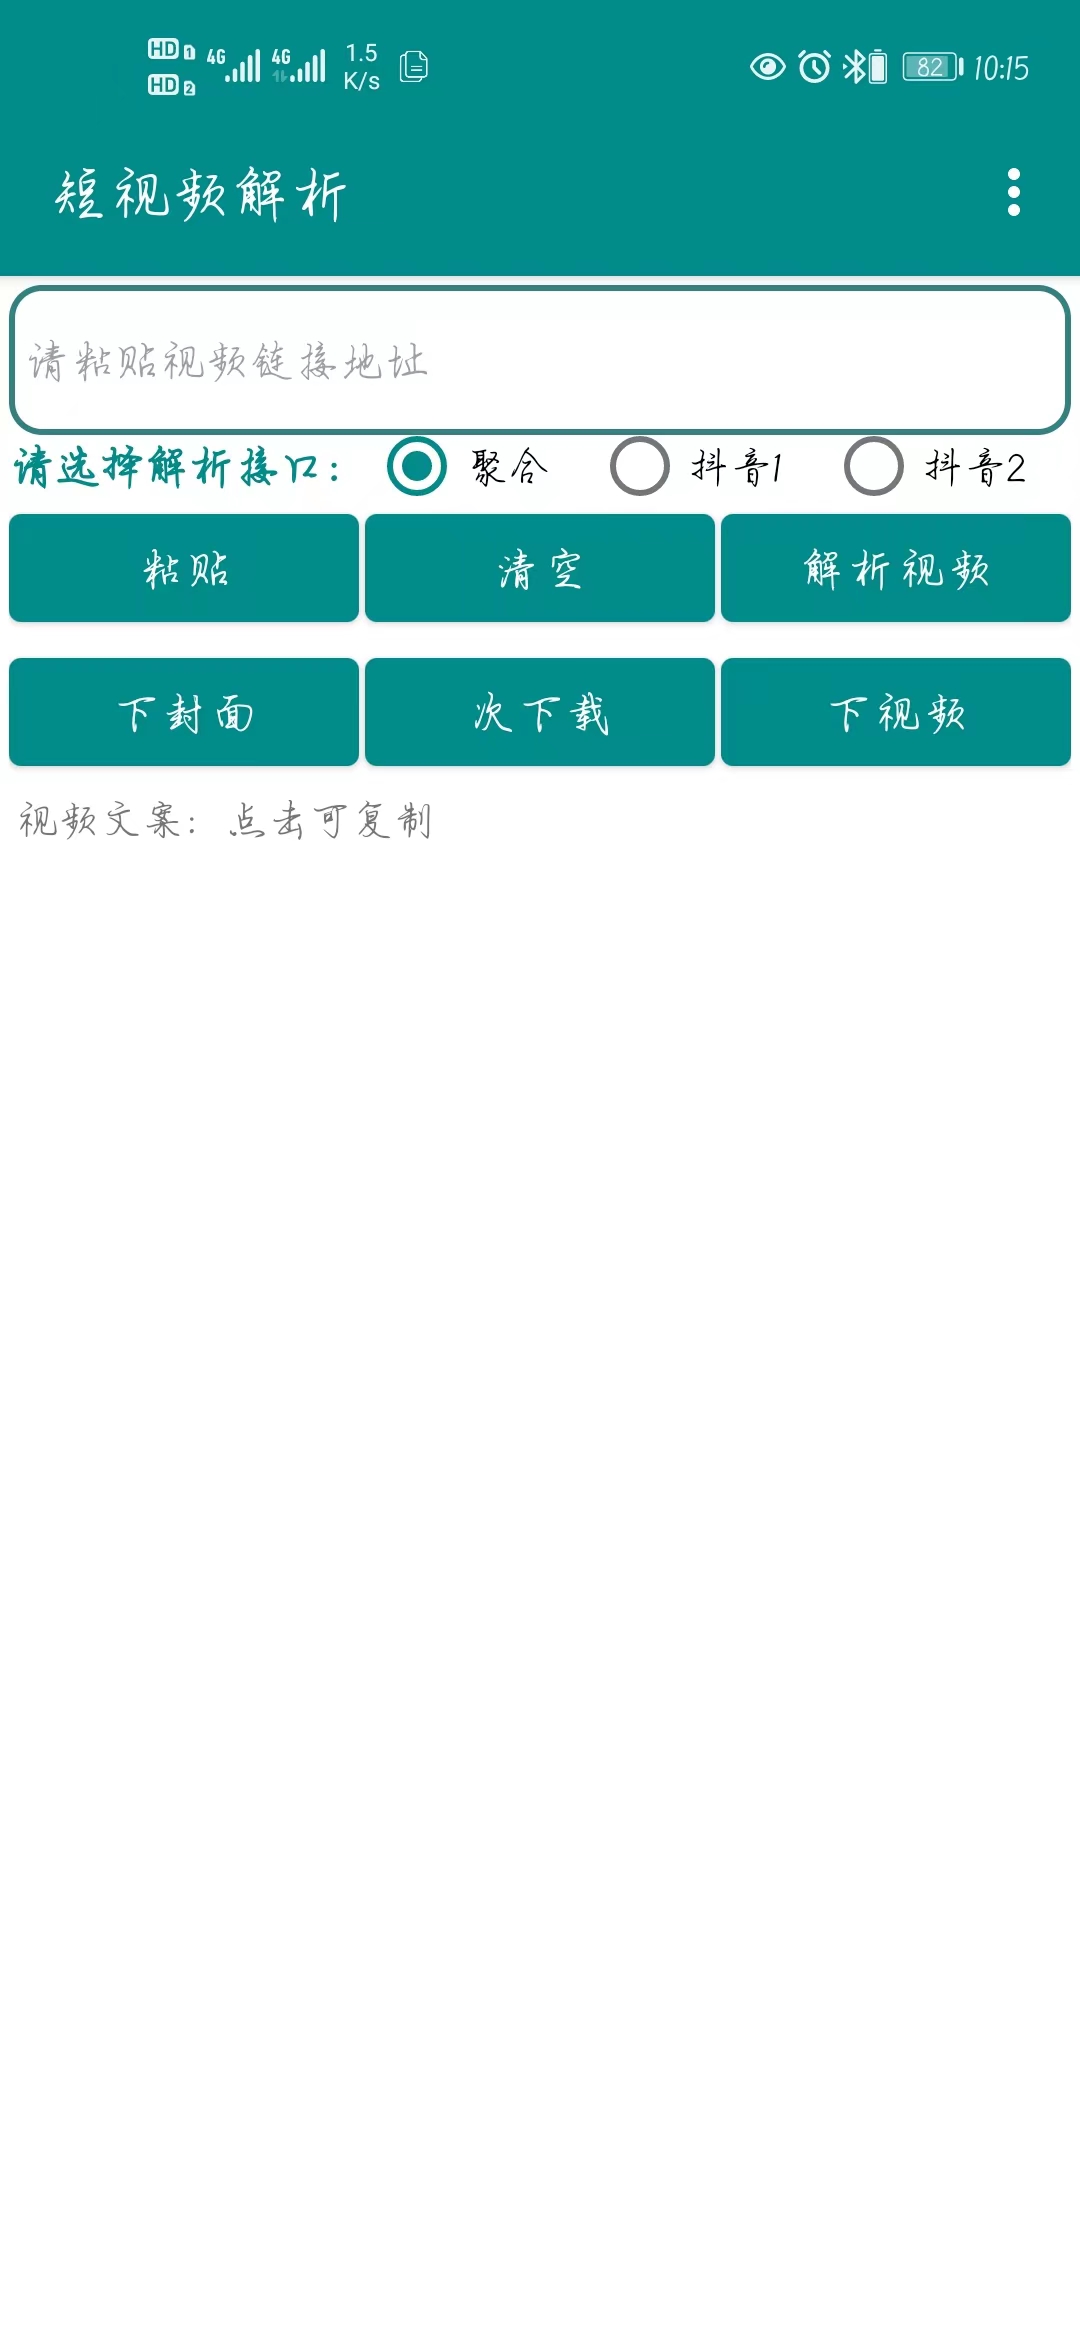 HD 1 4G 4G 1.5 82 10:15
HD 2 K/s
短视频解析
请粘贴视频链接地址
请选择解析接口： 聚合 抖音1 抖音2
粘贴 清空 解析视频
下封面 次下载 下视频
视频文案：点击可复制